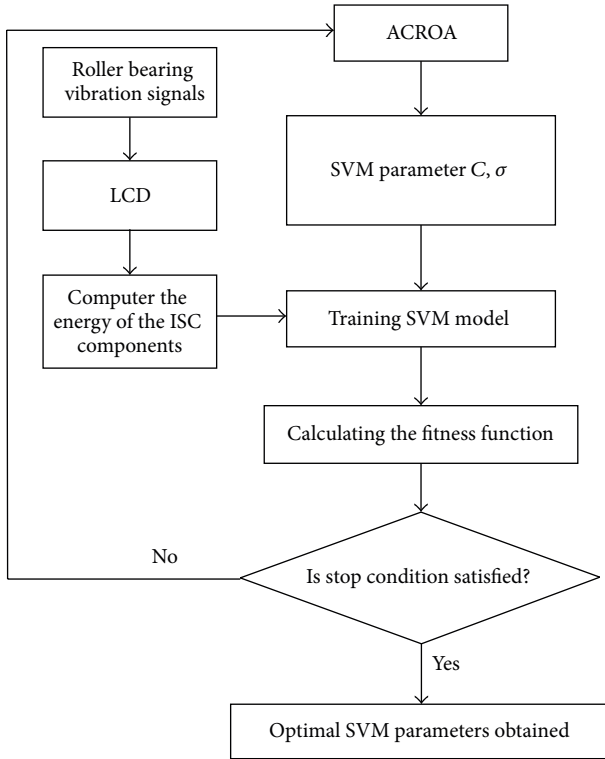 ACROA
Roller bearing
vibration signals
SVM parameter C, σ
LCD
Computer the
energy of the ISC
components
Training SVM model
Calculating the fitness function
No
Is stop condition satisfied?
Yes
Optimal SVM parameters obtained